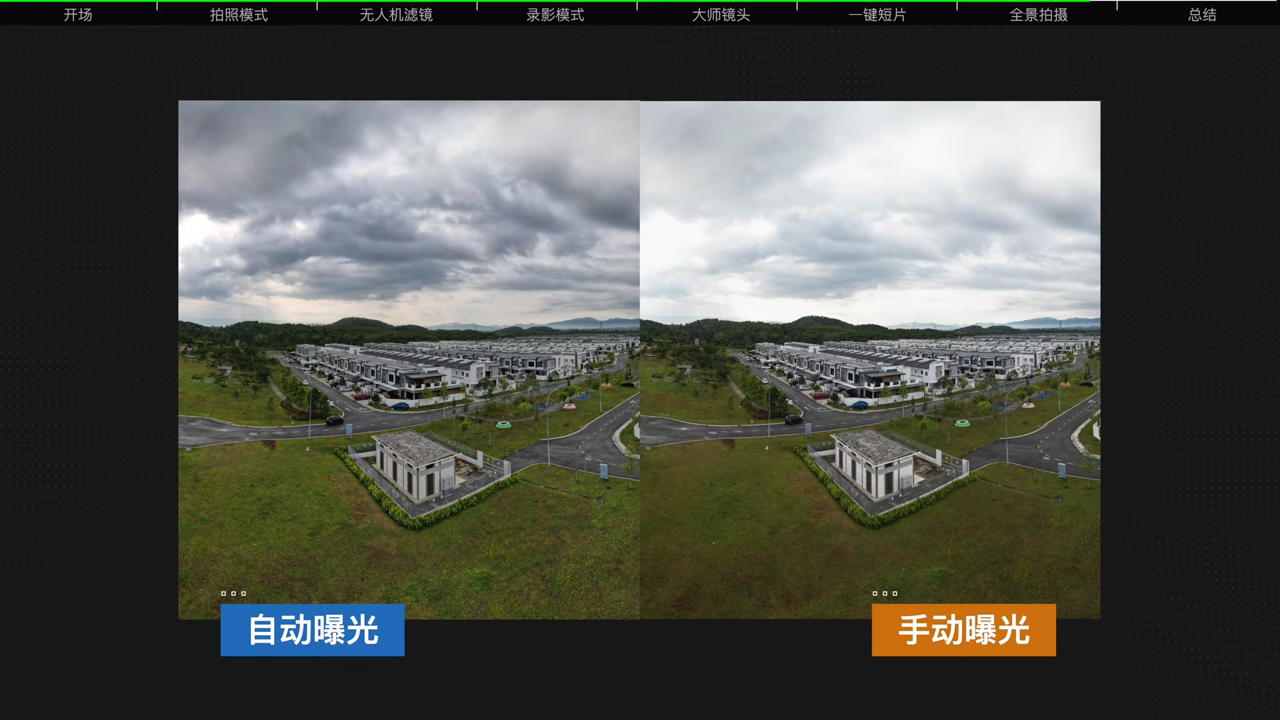 开场
拍照模式
无人机滤镜
录影模式
大师镜头
一键短片
全景拍摄
总结
自动曝光
手动曝光